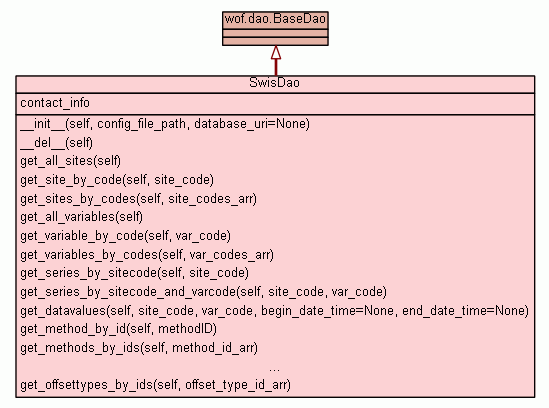 wof.dao.BaseDao
SwisDao
contact_info
__init__(self, config_file_path, database_uri=None)
__del__(self)
get_all_sites(self)
get_site_by_code(self, site_code)
get_sites_by_codes(self, site_codes_arr)
get_all_variables(self)
get_variable_by_code(self, var_code)
get_variables_by_codes(self, var_codes_arr)
get_series_by_sitecode(self, site_code)
get_series_by_sitecode_and_varcode(self, site_code, var_code)
get_datavalues(self, site_code, var_code, begin_date_time=None, end_date_time=None)
get_method_by_id(self, methodID)
get_methods_by_ids(self, method_id_arr)
...
get_offsettypes_by_ids(self, offset_type_id_arr)